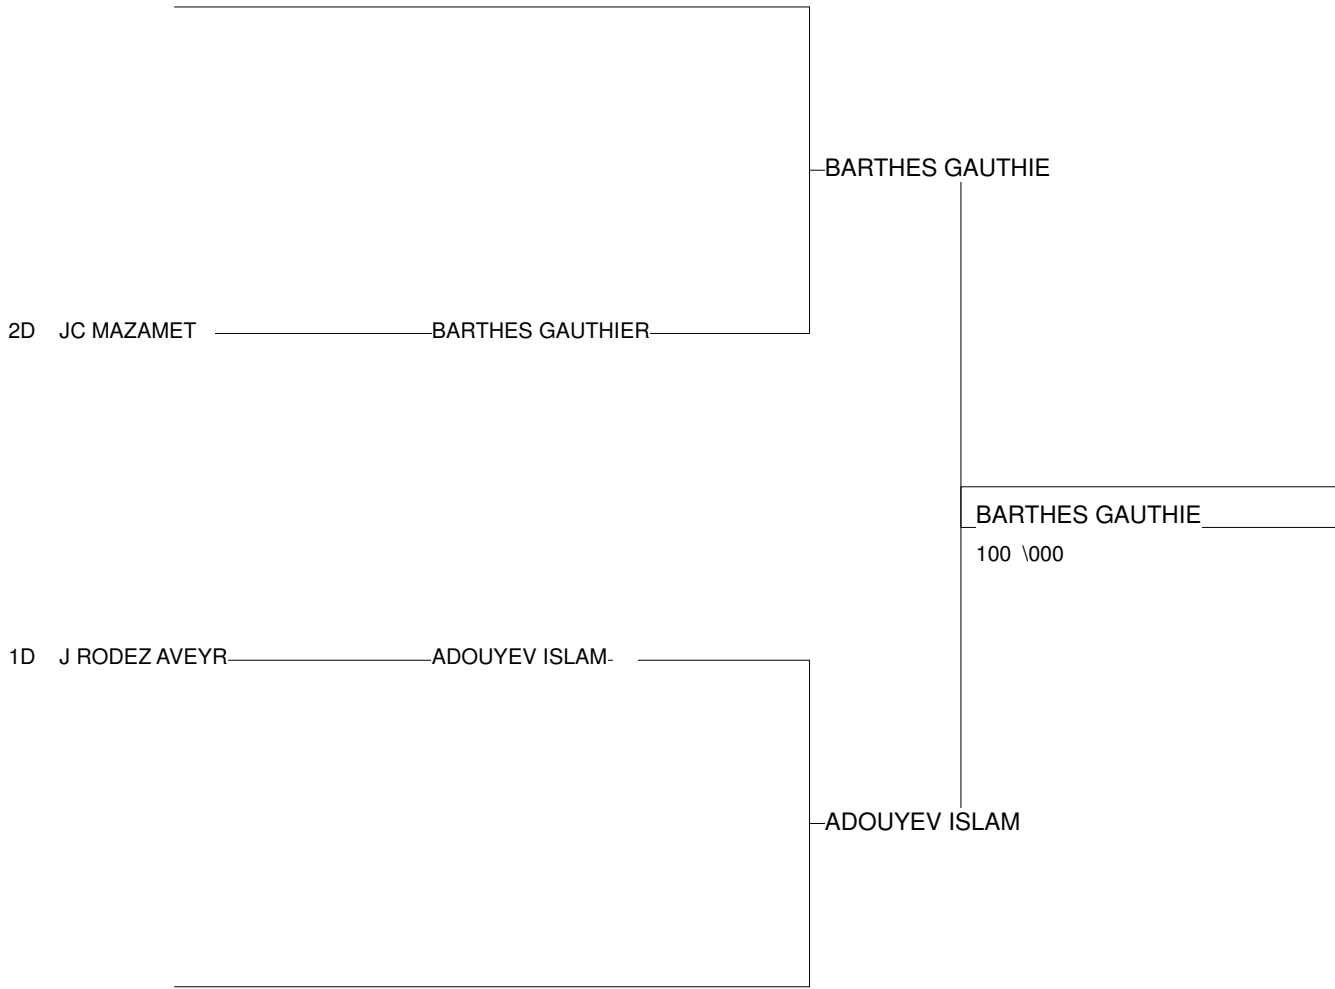 BARTHES GAUTHIE
2D JC MAZAMET BARTHES GAUTHIER
BARTHES GAUTHIE
100 \000
1D J RODEZ AVEYR ADOUYEV ISLAM
ADOUYEV ISLAM